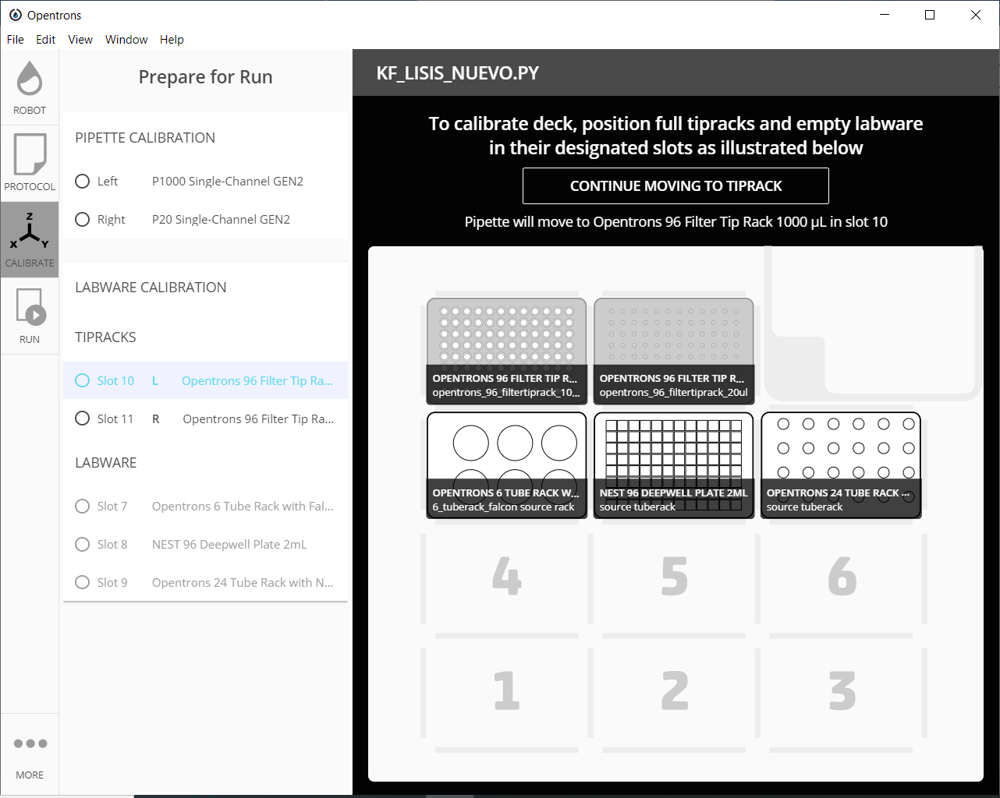 Opentrons
File Edit View Window Help
ROBOT
PROTOCOL
Z
X Y
CALIBRATE
RUN
MORE
Prepare for Run
PIPETTE CALIBRATION
Left P1000 Single-Channel GEN2
Right P20 Single-Channel GEN2
LABWARE CALIBRATION
TIPRACKS
Slot 10 L Opentrons 96 Filter Tip Ra...
Slot 11 R Opentrons 96 Filter Tip Ra...
LABWARE
Slot 7 Opentrons 6 Tube Rack with Fal...
Slot 8 NEST 96 Deepwell Plate 2mL
Slot 9 Opentrons 24 Tube Rack with N...
KF_LISIS_NUEVO.PY
To calibrate deck, position full tipracks and empty labware
in their designated slots as illustrated below
CONTINUE MOVING TO TIPRACK
Pipette will move to Opentrons 96 Filter Tip Rack 1000 µL in slot 10
OPENTRONS 96 FILTER TIP R...
opentrons_96_filtertiprack_10...
OPENTRONS 96 FILTER TIP R...
opentrons_96_filtertiprack_20ul
OPENTRONS 6 TUBE RACK W...
6_tuberack_falcon source rack
NEST 96 DEEPWELL PLATE 2ML
source tuberack
OPENTRONS 24 TUBE RACK ...
source tuberack
4 5 6
1 2 3